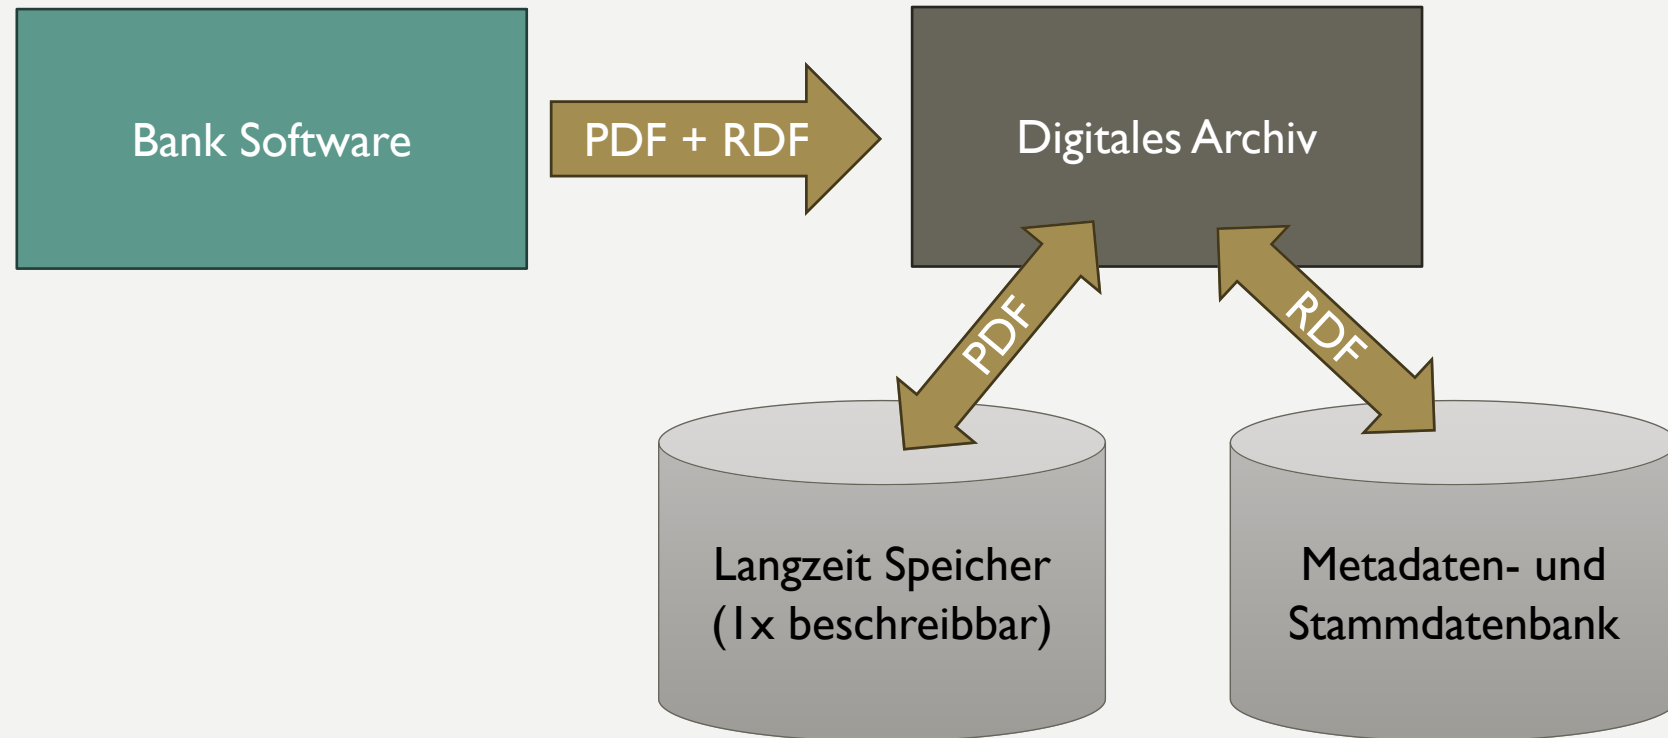 Bank Software
PDF + RDF
Digitales Archiv
PDF
RDF
Langzeit Speicher
(1x beschreibbar)
Metadaten- und
Stammdatenbank